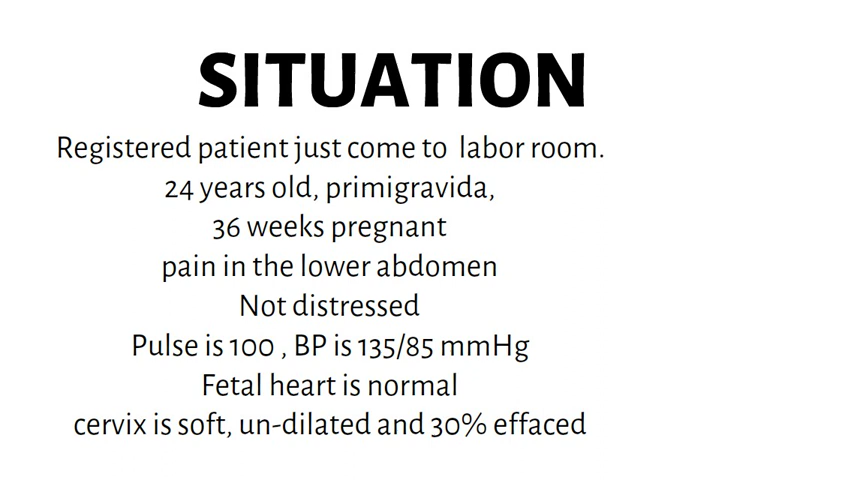 SITUATION
Registered patient just come to labor room.
24 years old, primigravida,
36 weeks pregnant
pain in the lower abdomen
Not distressed
Pulse is 100 , BP is 135/85 mmHg
Fetal heart is normal
cervix is soft, un-dilated and 30% effaced